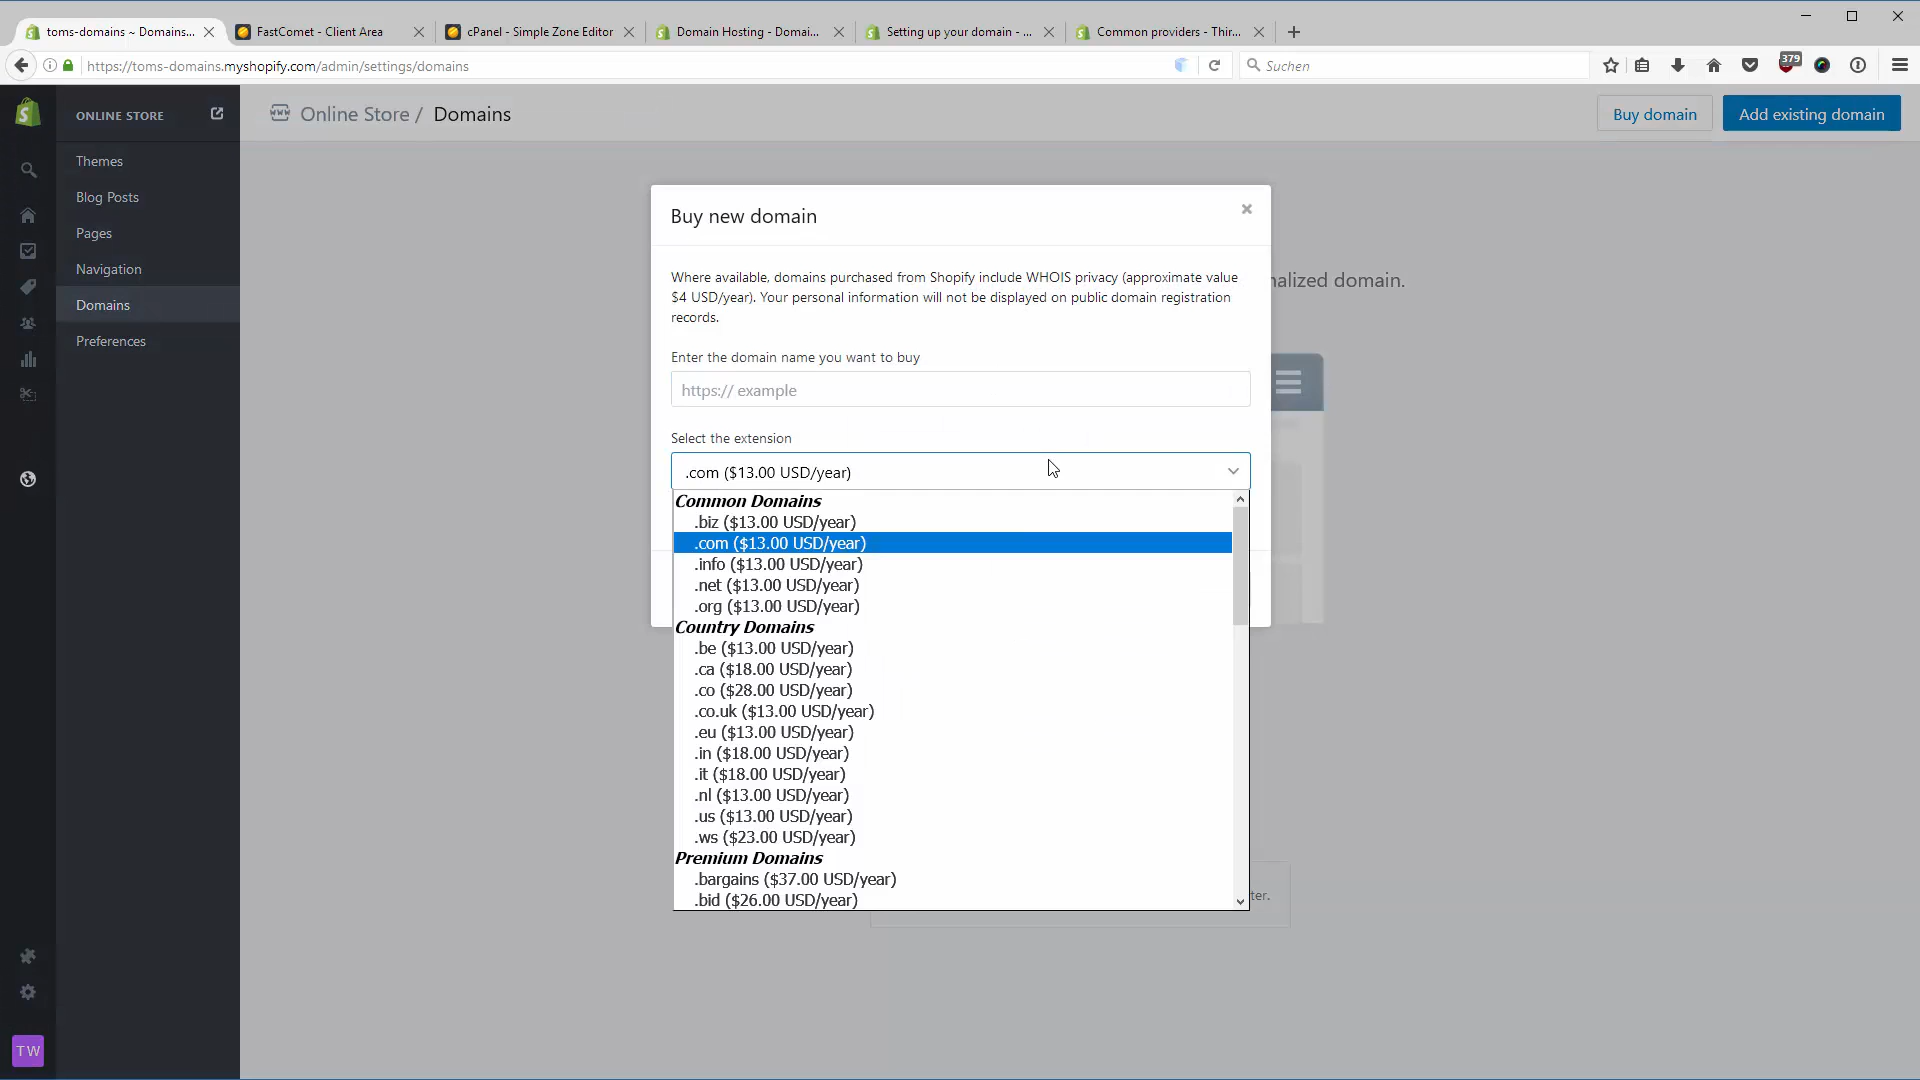 toms-domains ~ Domains...
FastComet - Client Area
cPanel - Simple Zone Editor
Domain Hosting - Domai...
Setting up your domain - ...
Common providers - Thir...
https://toms-domains.myshopify.com/admin/settings/domains
Suchen
379
ONLINE STORE
Themes
Blog Posts
Pages
Navigation
Domains
Preferences
TW
Online Store / Domains
Buy domain
Add existing domain
nalized domain.
Buy new domain
Where available, domains purchased from Shopify include WHOIS privacy (approximate value
$4 USD/year). Your personal information will not be displayed on public domain registration
records.
Enter the domain name you want to buy
https:// example
Select the extension
.com ($13.00 USD/year)
Common Domains
.biz ($13.00 USD/year)
.com ($13.00 USD/year)
.info ($13.00 USD/year)
.net ($13.00 USD/year)
.org ($13.00 USD/year)
Country Domains
.be ($13.00 USD/year)
.ca ($18.00 USD/year)
.co ($28.00 USD/year)
.co.uk ($13.00 USD/year)
.eu ($13.00 USD/year)
.in ($18.00 USD/year)
.it ($18.00 USD/year)
.nl ($13.00 USD/year)
.us ($13.00 USD/year)
.ws ($23.00 USD/year)
Premium Domains
.bargains ($37.00 USD/year)
.bid ($26.00 USD/year)
ter.